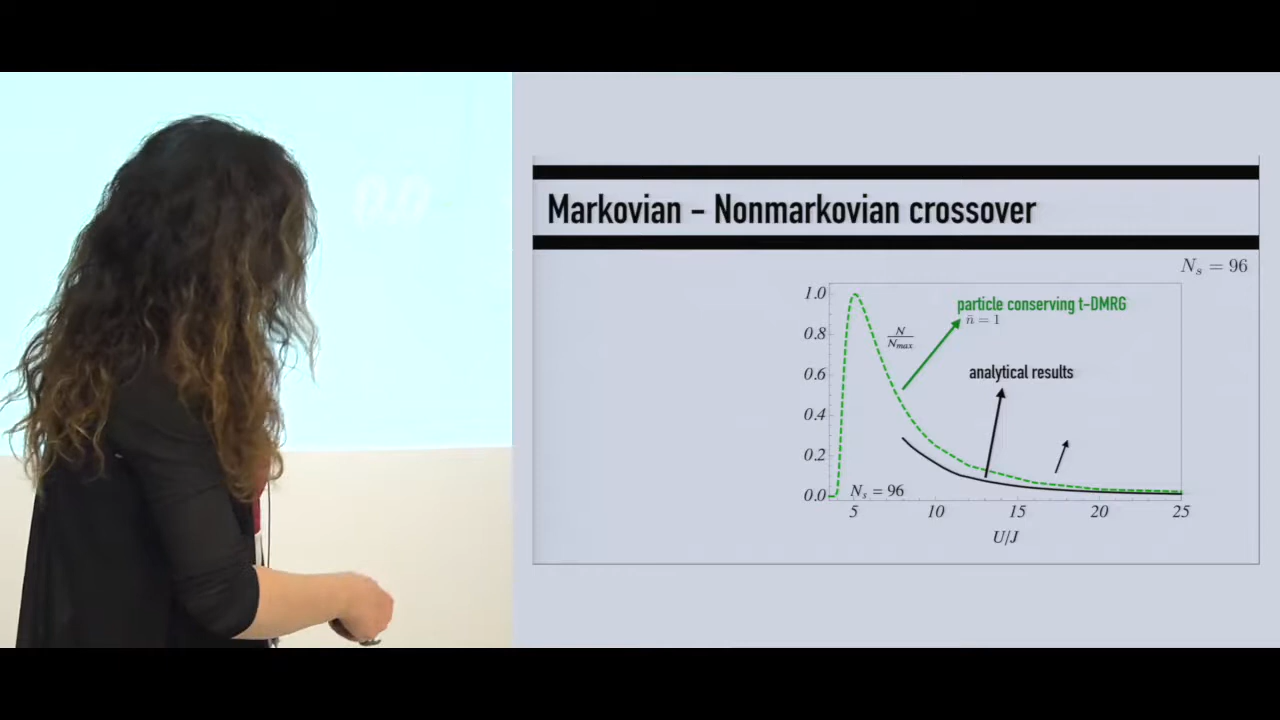 Markovian - Nonmarkovian crossover
N_s = 96
1.0
particle conserving t-DMRG
n̄ = 1
0.8
N/N_max
0.6
analytical results
0.4
0.2
N_s = 96
0.0
5 10 15 20 25
U/J